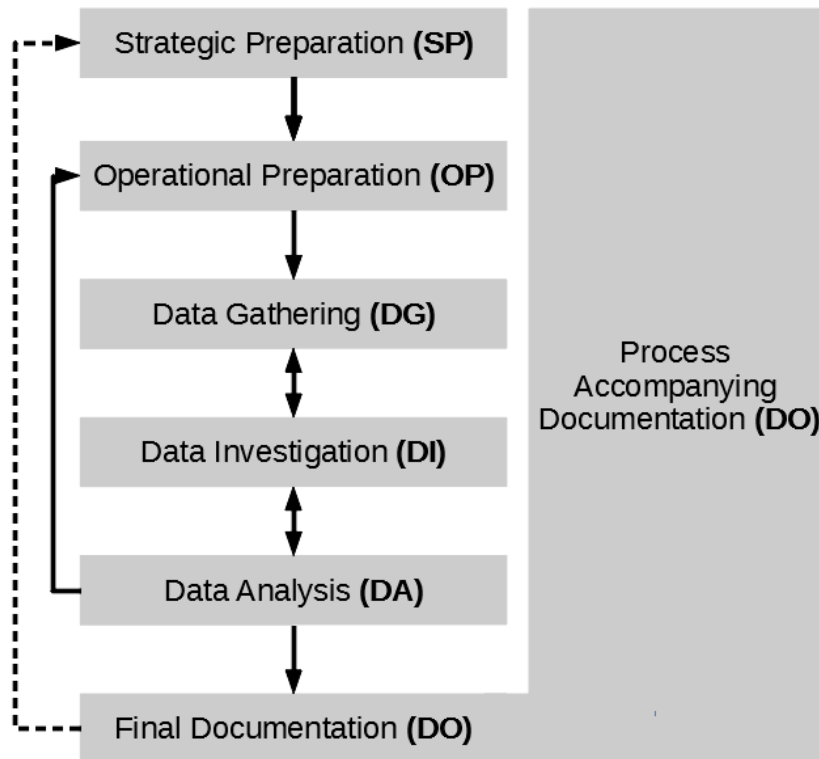 Strategic Preparation (SP)
Operational Preparation (OP)
Data Gathering (DG)
Data Investigation (DI)
Data Analysis (DA)
Final Documentation (DO)
Process
Accompanying
Documentation (DO)